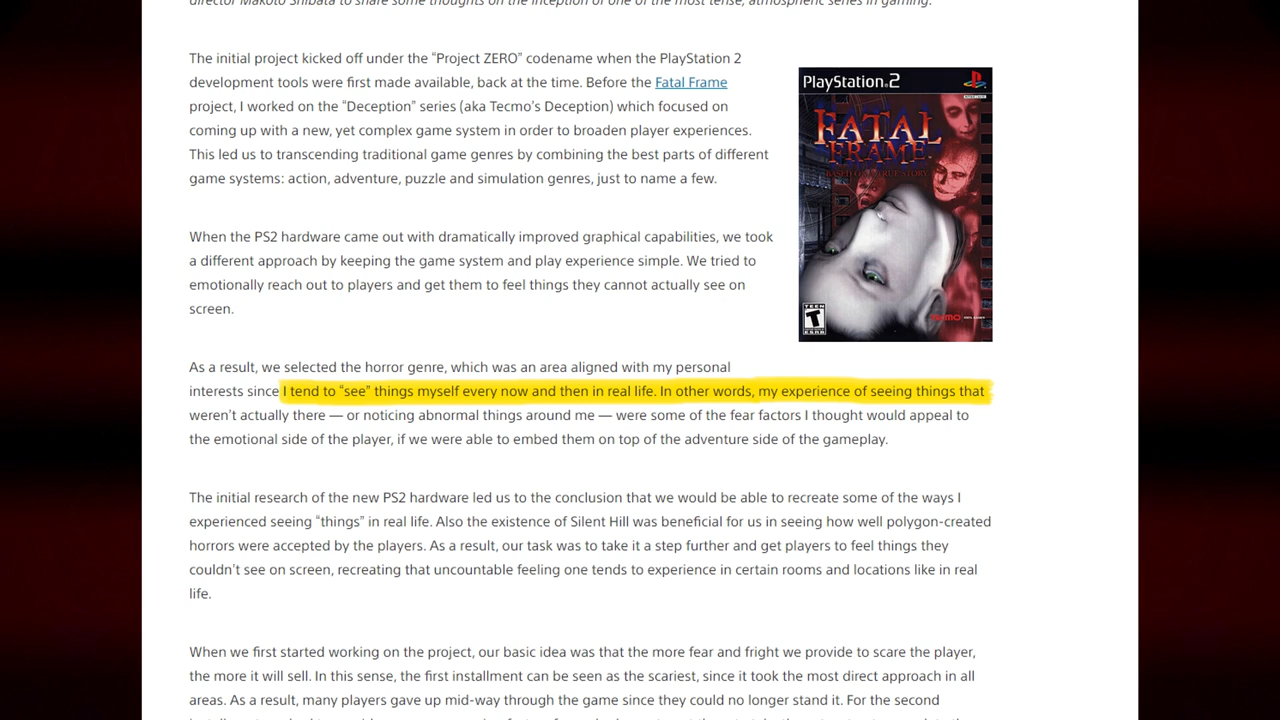 director Makoto Shibata to share some thoughts on the inception of one of the most tense, atmospheric series in gaming.
The initial project kicked off under the “Project ZERO” codename when the PlayStation 2
development tools were first made available, back at the time. Before the Fatal Frame
project, I worked on the “Deception” series (aka Tecmo’s Deception) which focused on
coming up with a new, yet complex game system in order to broaden player experiences.
This led us to transcending traditional game genres by combining the best parts of different
game systems: action, adventure, puzzle and simulation genres, just to name a few.
PlayStation 2
FATAL
FRAME
BASED ON A TRUE STORY
TEEN
T
ESRB
TECMO
When the PS2 hardware came out with dramatically improved graphical capabilities, we took
a different approach by keeping the game system and play experience simple. We tried to
emotionally reach out to players and get them to feel things they cannot actually see on
screen.
As a result, we selected the horror genre, which was an area aligned with my personal
interests since I tend to “see” things myself every now and then in real life. In other words, my experience of seeing things that
weren’t actually there — or noticing abnormal things around me — were some of the fear factors I thought would appeal to
the emotional side of the player, if we were able to embed them on top of the adventure side of the gameplay.
The initial research of the new PS2 hardware led us to the conclusion that we would be able to recreate some of the ways I
experienced seeing “things” in real life. Also the existence of Silent Hill was beneficial for us in seeing how well polygon-created
horrors were accepted by the players. As a result, our task was to take it a step further and get players to feel things they
couldn’t see on screen, recreating that uncountable feeling one tends to experience in certain rooms and locations like in real
life.
When we first started working on the project, our basic idea was that the more fear and fright we provide to scare the player,
the more it will sell. In this sense, the first installment can be seen as the scariest, since it took the most direct approach in all
areas. As a result, many players gave up mid-way through the game since they could no longer stand it. For the second